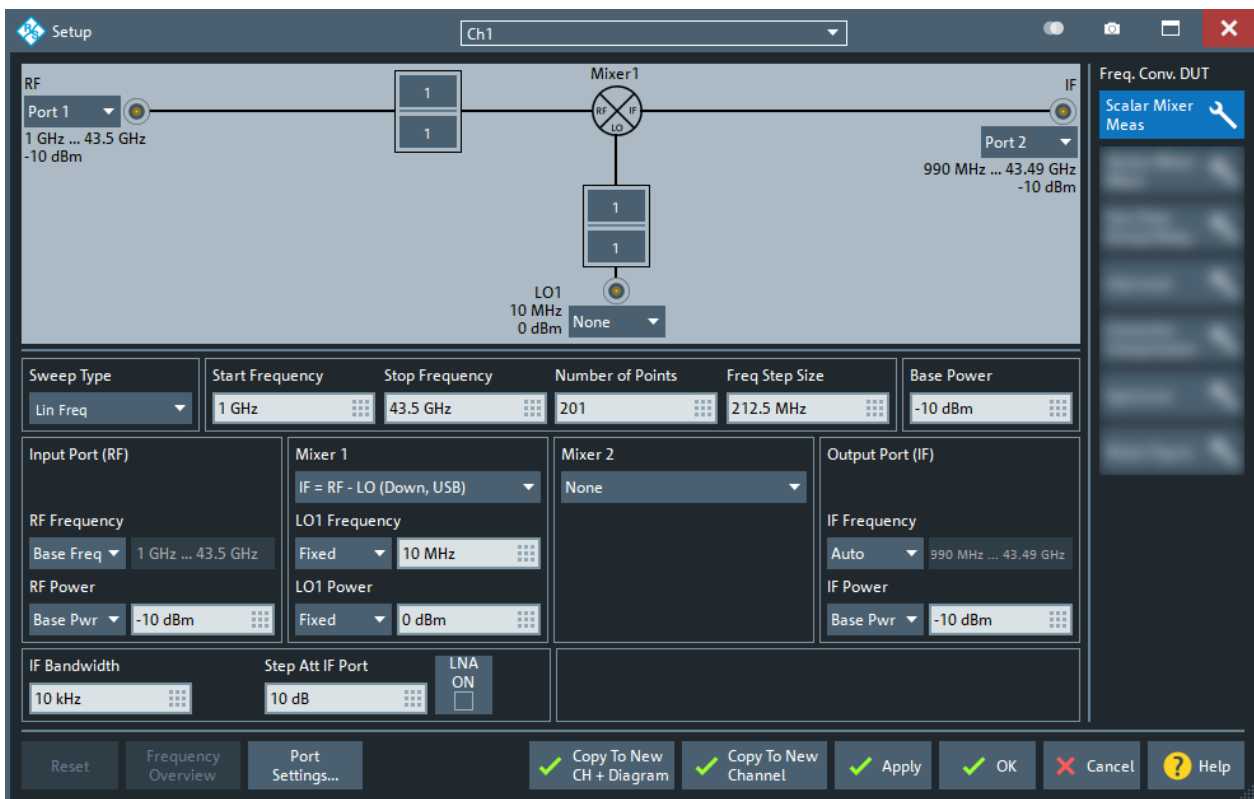 Setup
Ch1
RF
Port 1
1 GHz ... 43.5 GHz
-10 dBm
1
1
Mixer1
RF
IF
LO
IF
Port 2
990 MHz ... 43.49 GHz
-10 dBm
1
1
LO1
10 MHz
0 dBm
None
Freq. Conv. DUT
Scalar Mixer
Meas
Sweep Type
Start Frequency
Stop Frequency
Number of Points
Freq Step Size
Base Power
Lin Freq
1 GHz
43.5 GHz
201
212.5 MHz
-10 dBm
Input Port (RF)
RF Frequency
Base Freq
1 GHz ... 43.5 GHz
RF Power
Base Pwr
-10 dBm
Mixer 1
IF = RF - LO (Down, USB)
LO1 Frequency
Fixed
10 MHz
LO1 Power
Fixed
0 dBm
Mixer 2
None
Output Port (IF)
IF Frequency
Auto
990 MHz ... 43.49 GHz
IF Power
Base Pwr
-10 dBm
IF Bandwidth
10 kHz
Step Att IF Port
10 dB
LNA
ON
Reset
Frequency
Overview
Port
Settings...
Copy To New
CH + Diagram
Copy To New
Channel
Apply
OK
Cancel
? Help